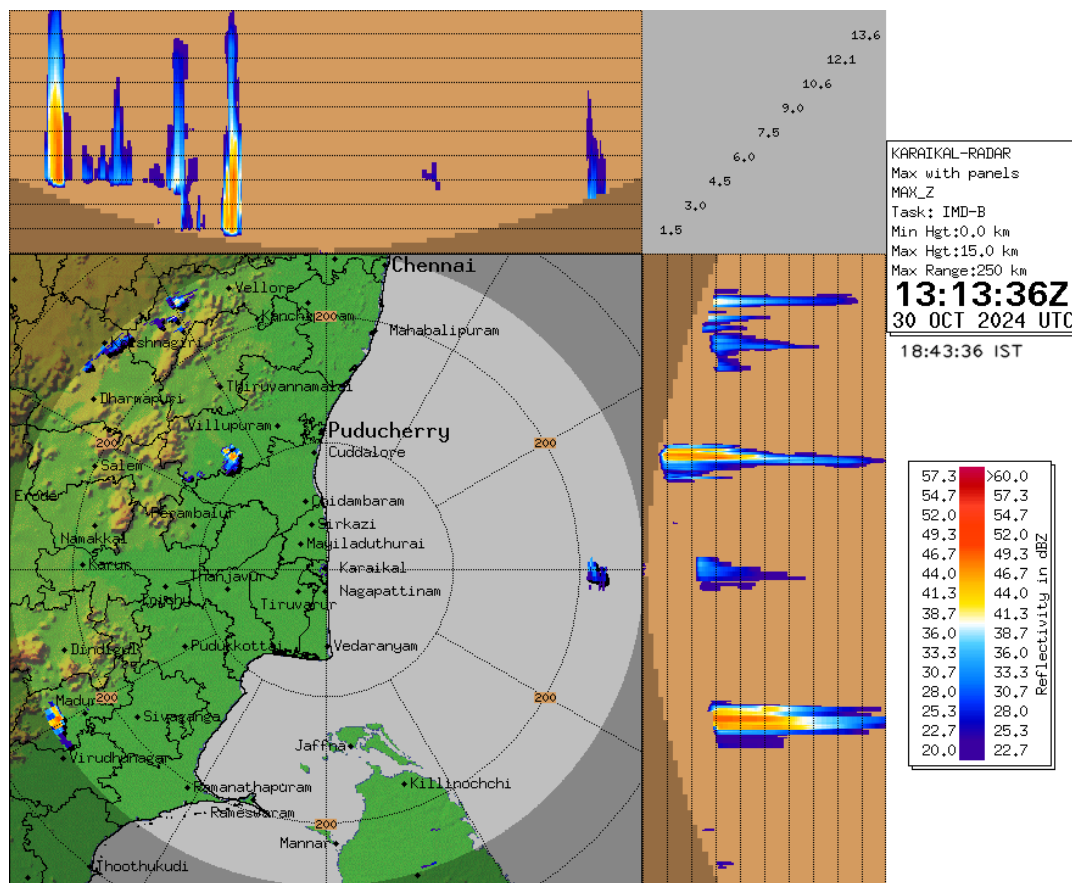 13.6
12.1
10.6
9.0
7.5
6.0
4.5
3.0
1.5
KARAIKAL-RADAR
Max with panels
MAX_Z
Task: IMD-B
Min Hgt:0.0 km
Max Hgt:15.0 km
Max Range:250 km
13:13:36Z
30 OCT 2024 UTC
18:43:36 IST
Chennai
Vellore
200
Mahabalipuram
Krishnagiri
Thiruvannamalai
Dharmapuri
Villupuram
Puducherry
200
200
Cuddalore
Salem
Erode
Chidambaram
Perambalur
Sirkazi
Namakkal
Mayiladuthurai
Karur
Karaikal
Thanjavur
Nagapattinam
Tiruvarur
Dindigul
Pudukkottai
Vedaranyam
200
200
Sivaganga
Jaffna
Virudhunagar
Ramanathapuram
Killinochchi
Rameswaram
200
Mannar
Thoothukudi
57.3 >60.0
54.7 57.3
52.0 54.7
49.3 52.0
46.7 49.3
44.0 46.7
41.3 44.0
38.7 41.3
36.0 38.7
33.3 36.0
30.7 33.3
28.0 30.7
25.3 28.0
22.7 25.3
20.0 22.7
Reflectivity in dBZ